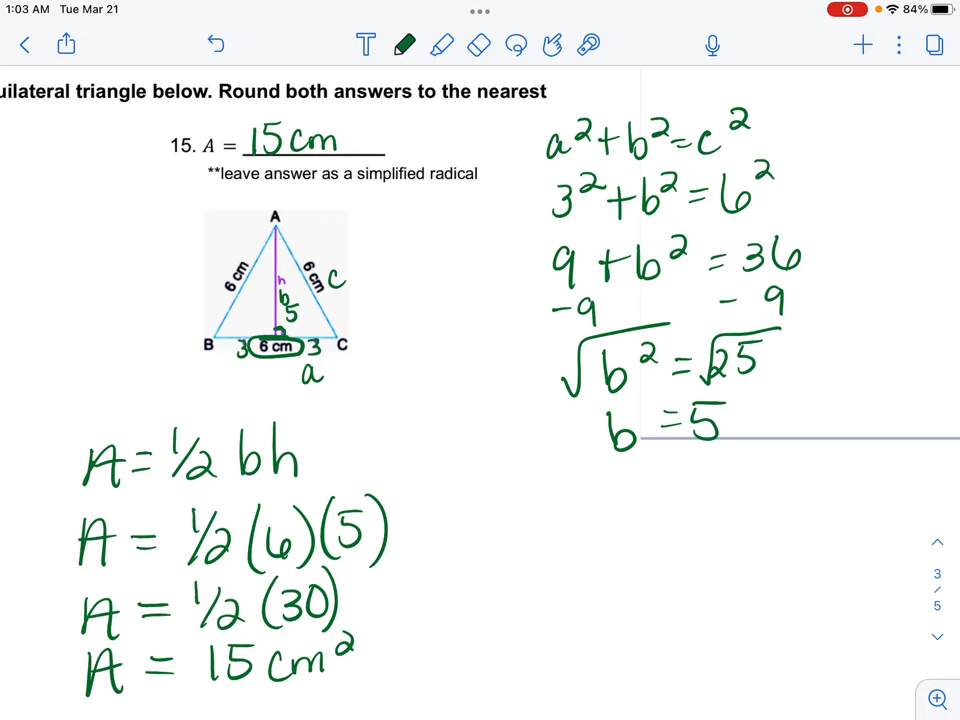 1:03 AM Tue Mar 21
84%
T
uilateral triangle below. Round both answers to the nearest
15. A = 15 cm
**leave answer as a simplified radical
A
6 cm
6 cm
c
h
b
5
B
3
6 cm
3
C
a
a² + b² = c²
3² + b² = 6²
9 + b² = 36
-9 - 9
√b² = √25
b = 5
A = 1/2 bh
A = 1/2 (6)(5)
A = 1/2 (30)
A = 15 cm²
3
/
5